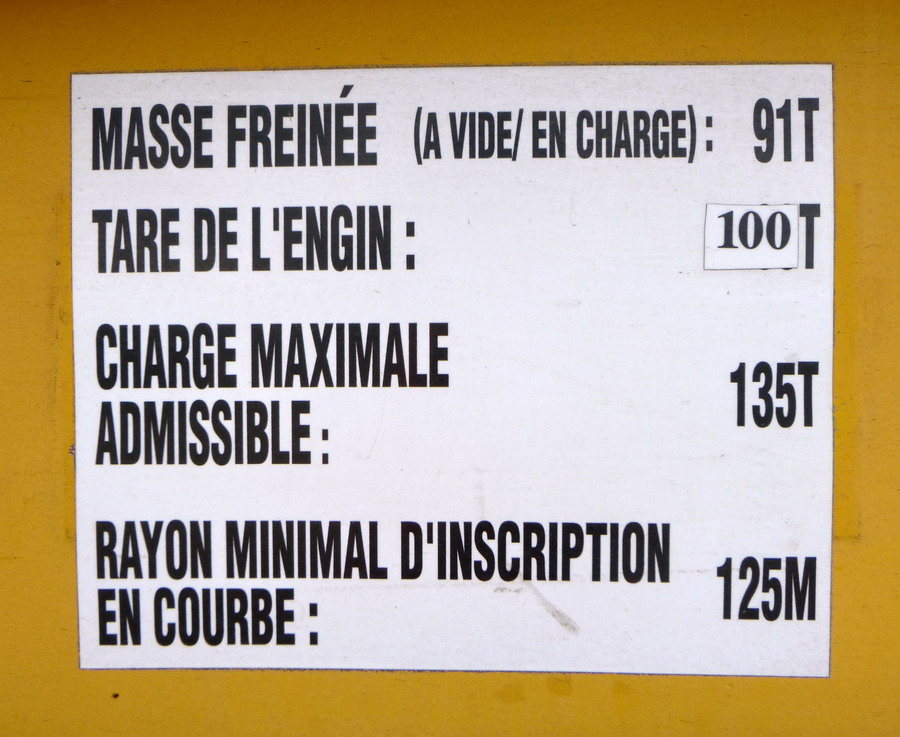 MASSE FREINÉE (A VIDE/ EN CHARGE) : 91T
TARE DE L'ENGIN : 100 T
CHARGE MAXIMALE
ADMISSIBLE : 135T
RAYON MINIMAL D'INSCRIPTION
EN COURBE : 125M